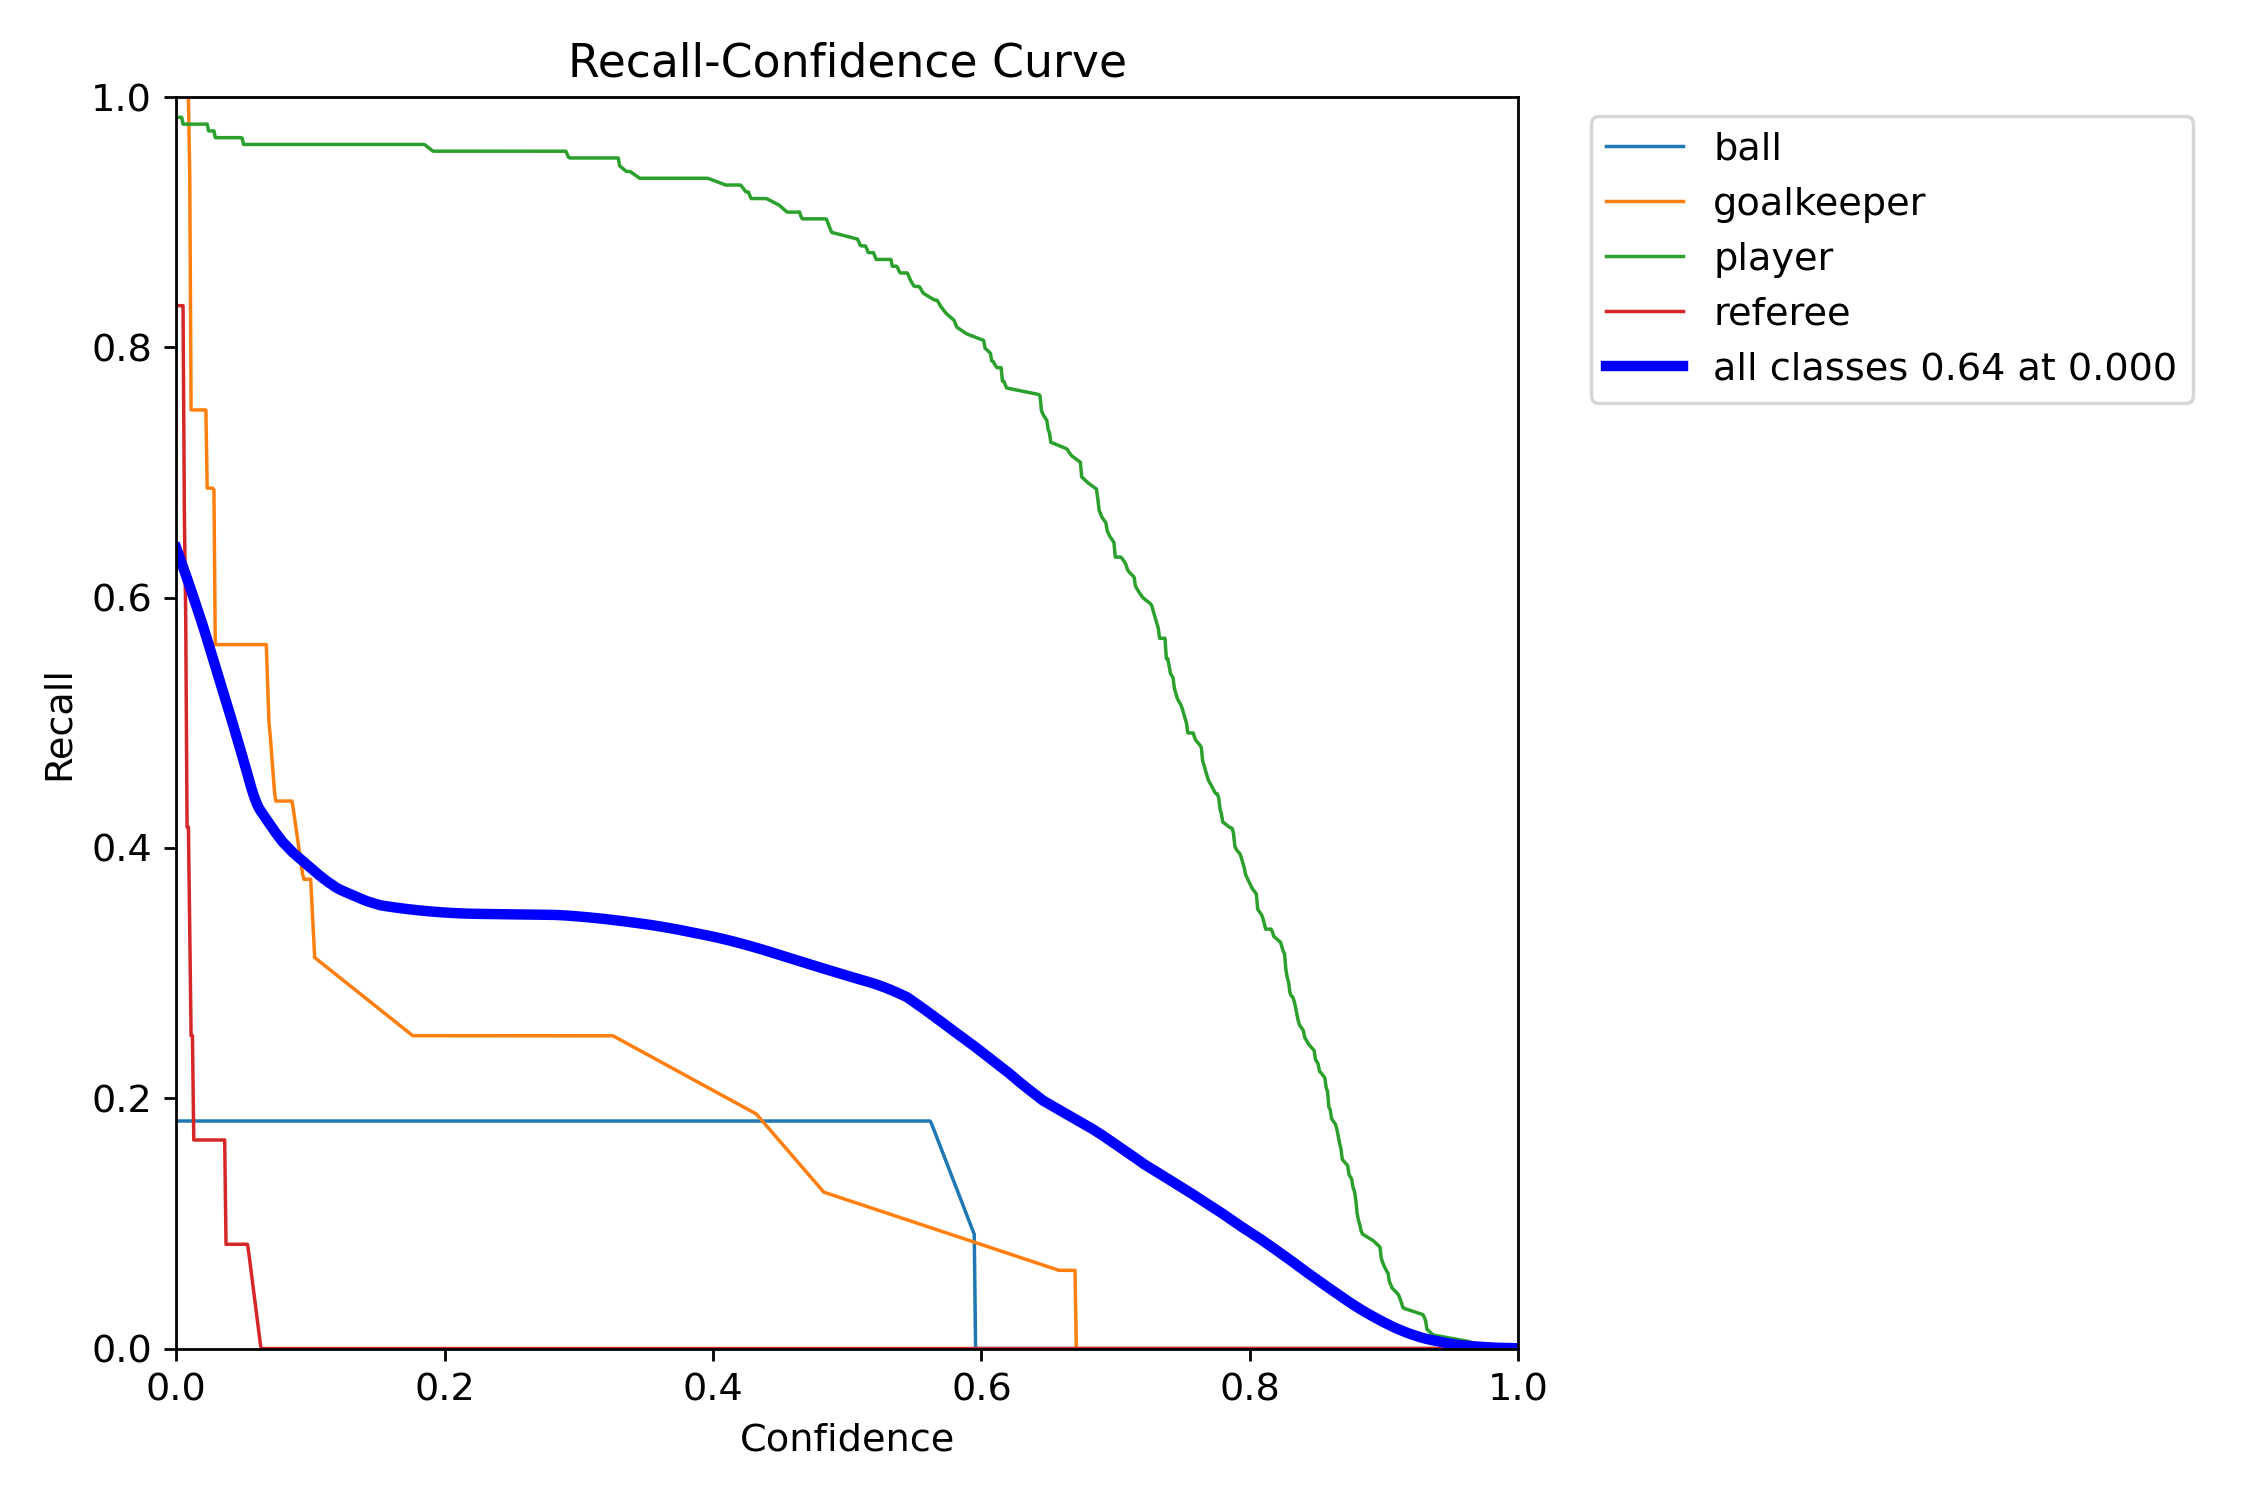 Recall-Confidence Curve
1.0
0.8
0.6
0.4
0.2
0.0
Recall
0.0 0.2 0.4 0.6 0.8 1.0
Confidence
ball
goalkeeper
player
referee
all classes 0.64 at 0.000